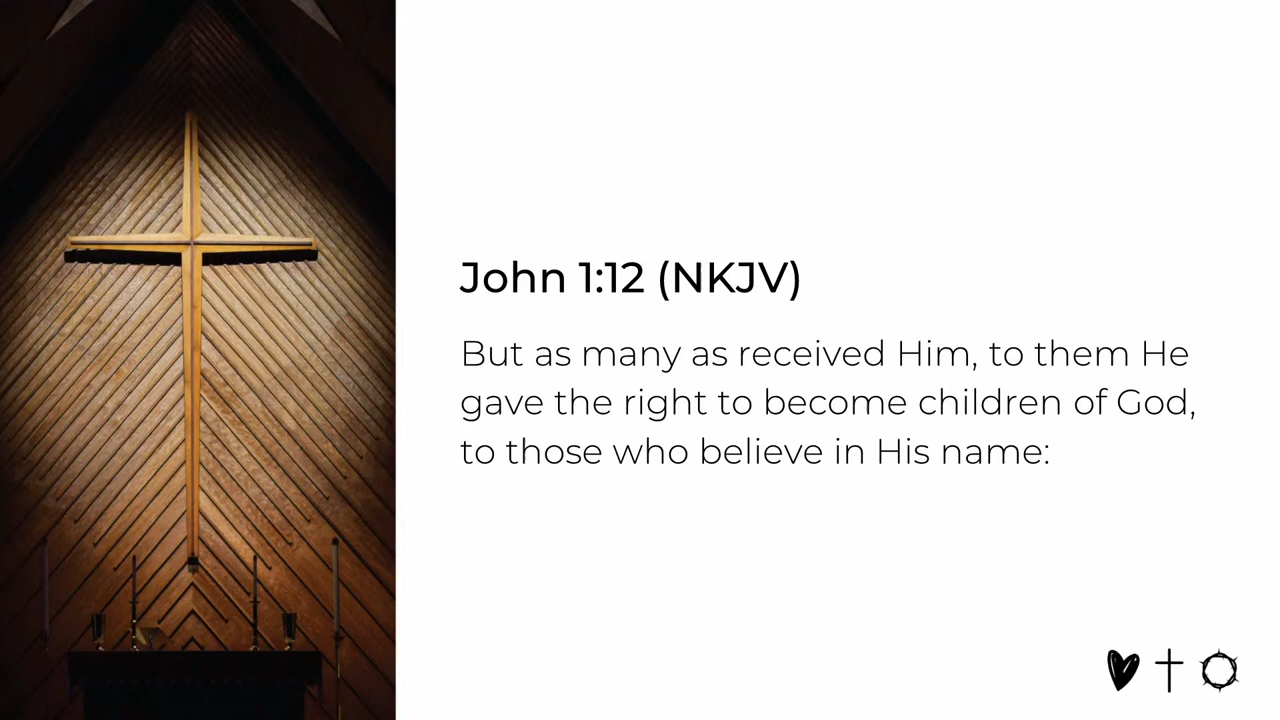 John 1:12 (NKJV)
But as many as received Him, to them He
gave the right to become children of God,
to those who believe in His name: